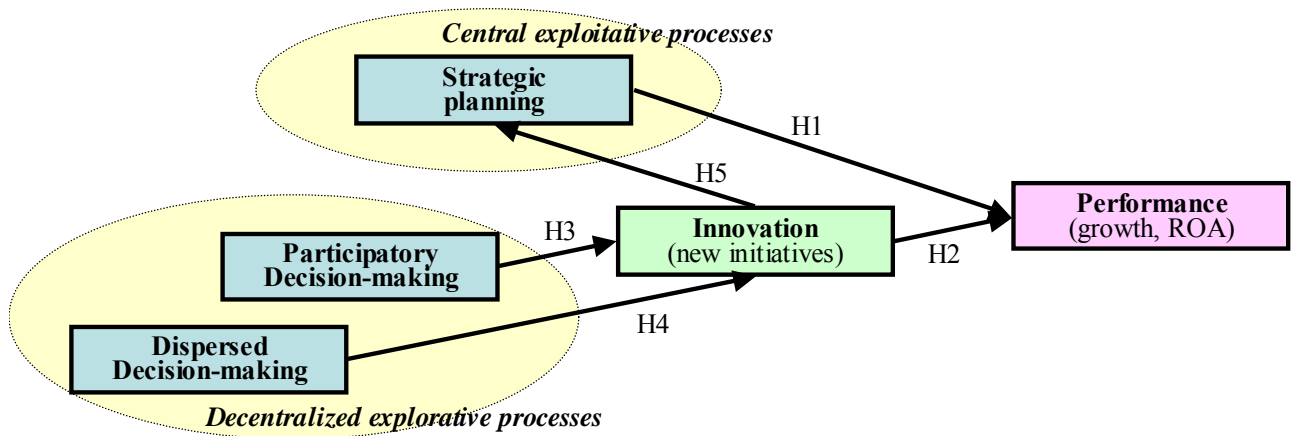 Central exploitative processes
Strategic
planning
H1
H5
Performance
(growth, ROA)
Innovation
(new initiatives)
H3
H2
Participatory
Decision-making
H4
Dispersed
Decision-making
Decentralized explorative processes